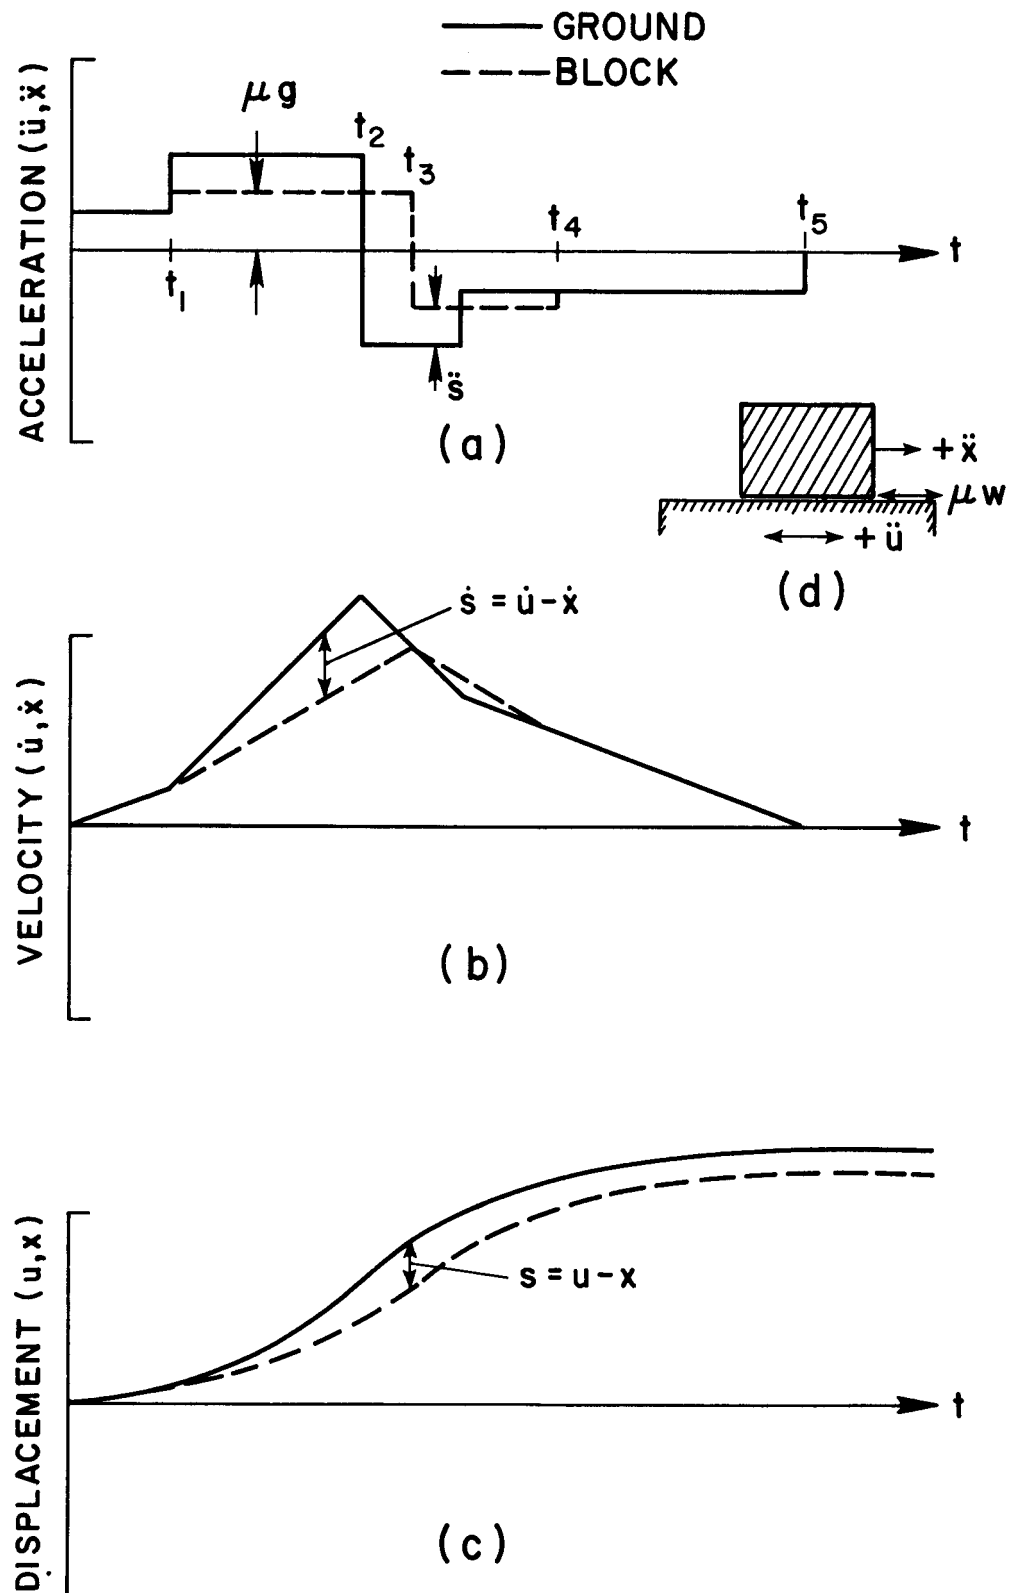 GROUND
BLOCK
ACCELERATION (ü,ẍ)
μg
t₂
t₃
t₄
t₅
t
t₁
s̈
(a)
+ẍ
μw
+ü
(d)
ṡ = u̇-ẋ
VELOCITY (u̇,ẋ)
t
(b)
DISPLACEMENT (u,x)
s = u-x
t
(c)